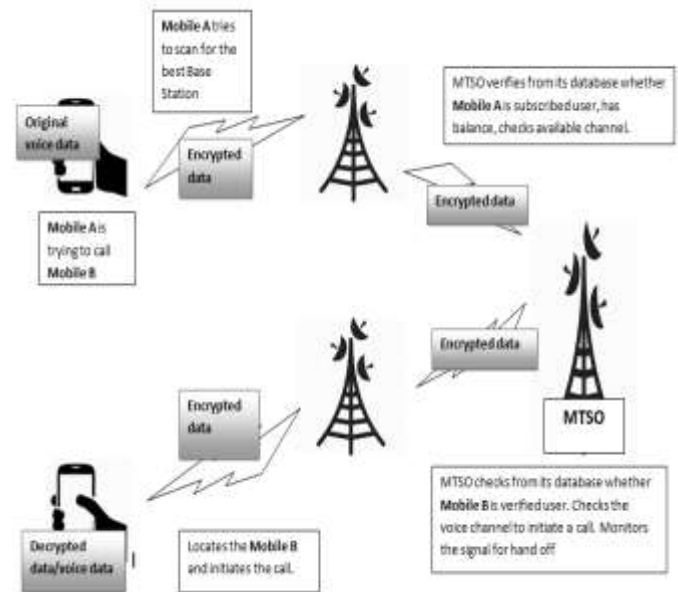 Mobile A tries
to scan for the
best Base
Station
MTSO verifies from its database whether
Mobile A is subscribed user, has
balance, checks available channel.
Original
voice data
Encrypted
data
Encrypted data
Mobile A is
trying to call
Mobile B
Encrypted data
Encrypted
data
MTSO
MTSO checks from its database whether
Mobile B is verified user. Checks the
voice channel to initiate a call. Monitors
the signal for hand off
Decrypted
data/voice data
Locates the Mobile B
and initiates the call.